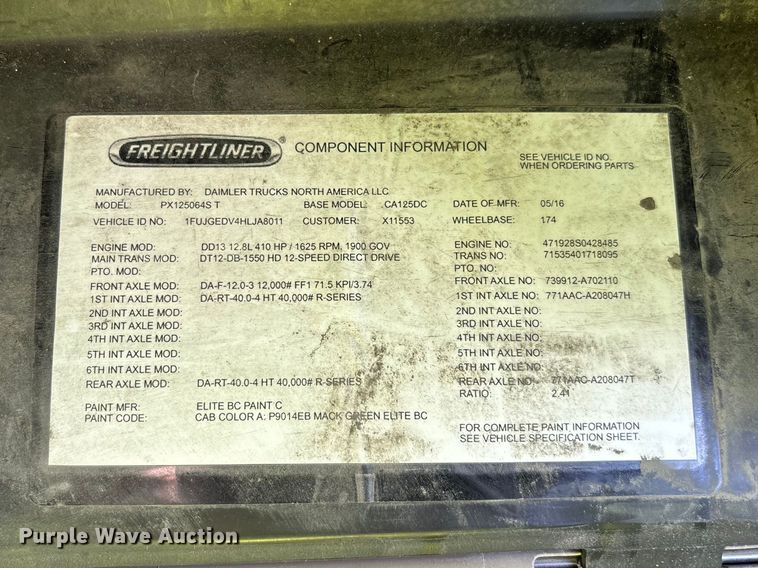 FREIGHTLINER ® COMPONENT INFORMATION
SEE VEHICLE ID NO.
WHEN ORDERING PARTS
MANUFACTURED BY: DAIMLER TRUCKS NORTH AMERICA LLC
MODEL: PX125064S T BASE MODEL: CA125DC DATE OF MFR: 05/16
VEHICLE ID NO: 1FUJGEDV4HLJA8011 CUSTOMER: X11553 WHEELBASE: 174
ENGINE MOD: DD13 12.8L 410 HP / 1625 RPM, 1900 GOV ENGINE NO: 471928S0428485
MAIN TRANS MOD: DT12-DB-1550 HD 12-SPEED DIRECT DRIVE TRANS NO: 71535401718095
PTO. MOD: PTO. NO:
FRONT AXLE MOD: DA-F-12.0-3 12,000# FF1 71.5 KPI/3.74 FRONT AXLE NO: 739912-A702110
1ST INT AXLE MOD: DA-RT-40.0-4 HT 40,000# R-SERIES 1ST INT AXLE NO: 771AAC-A208047H
2ND INT AXLE MOD: 2ND INT AXLE NO:
3RD INT AXLE MOD: 3RD INT AXLE NO:
4TH INT AXLE MOD: 4TH INT AXLE NO:
5TH INT AXLE MOD: 5TH INT AXLE NO:
6TH INT AXLE MOD: 6TH INT AXLE NO:
REAR AXLE MOD: DA-RT-40.0-4 HT 40,000# R-SERIES REAR AXLE NO: 771AAC-A208047T
RATIO: 2.41
PAINT MFR: ELITE BC PAINT C
PAINT CODE: CAB COLOR A: P9014EB MACK GREEN ELITE BC
FOR COMPLETE PAINT INFORMATION
SEE VEHICLE SPECIFICATION SHEET.
Purple Wave Auction®